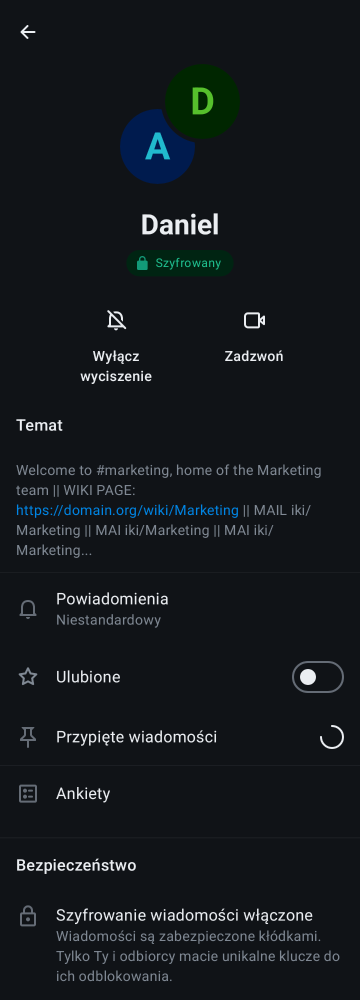 D
A
Daniel
Szyfrowany
Wyłącz
wyciszenie
Zadzwoń
Temat
Welcome to #marketing, home of the Marketing
team || WIKI PAGE:
https://domain.org/wiki/Marketing || MAIL iki/
Marketing || MAI iki/Marketing || MAI iki/
Marketing...
Powiadomienia
Niestandardowy
Ulubione
Przypięte wiadomości
Ankiety
Bezpieczeństwo
Szyfrowanie wiadomości włączone
Wiadomości są zabezpieczone kłódkami.
Tylko Ty i odbiorcy macie unikalne klucze do
ich odblokowania.